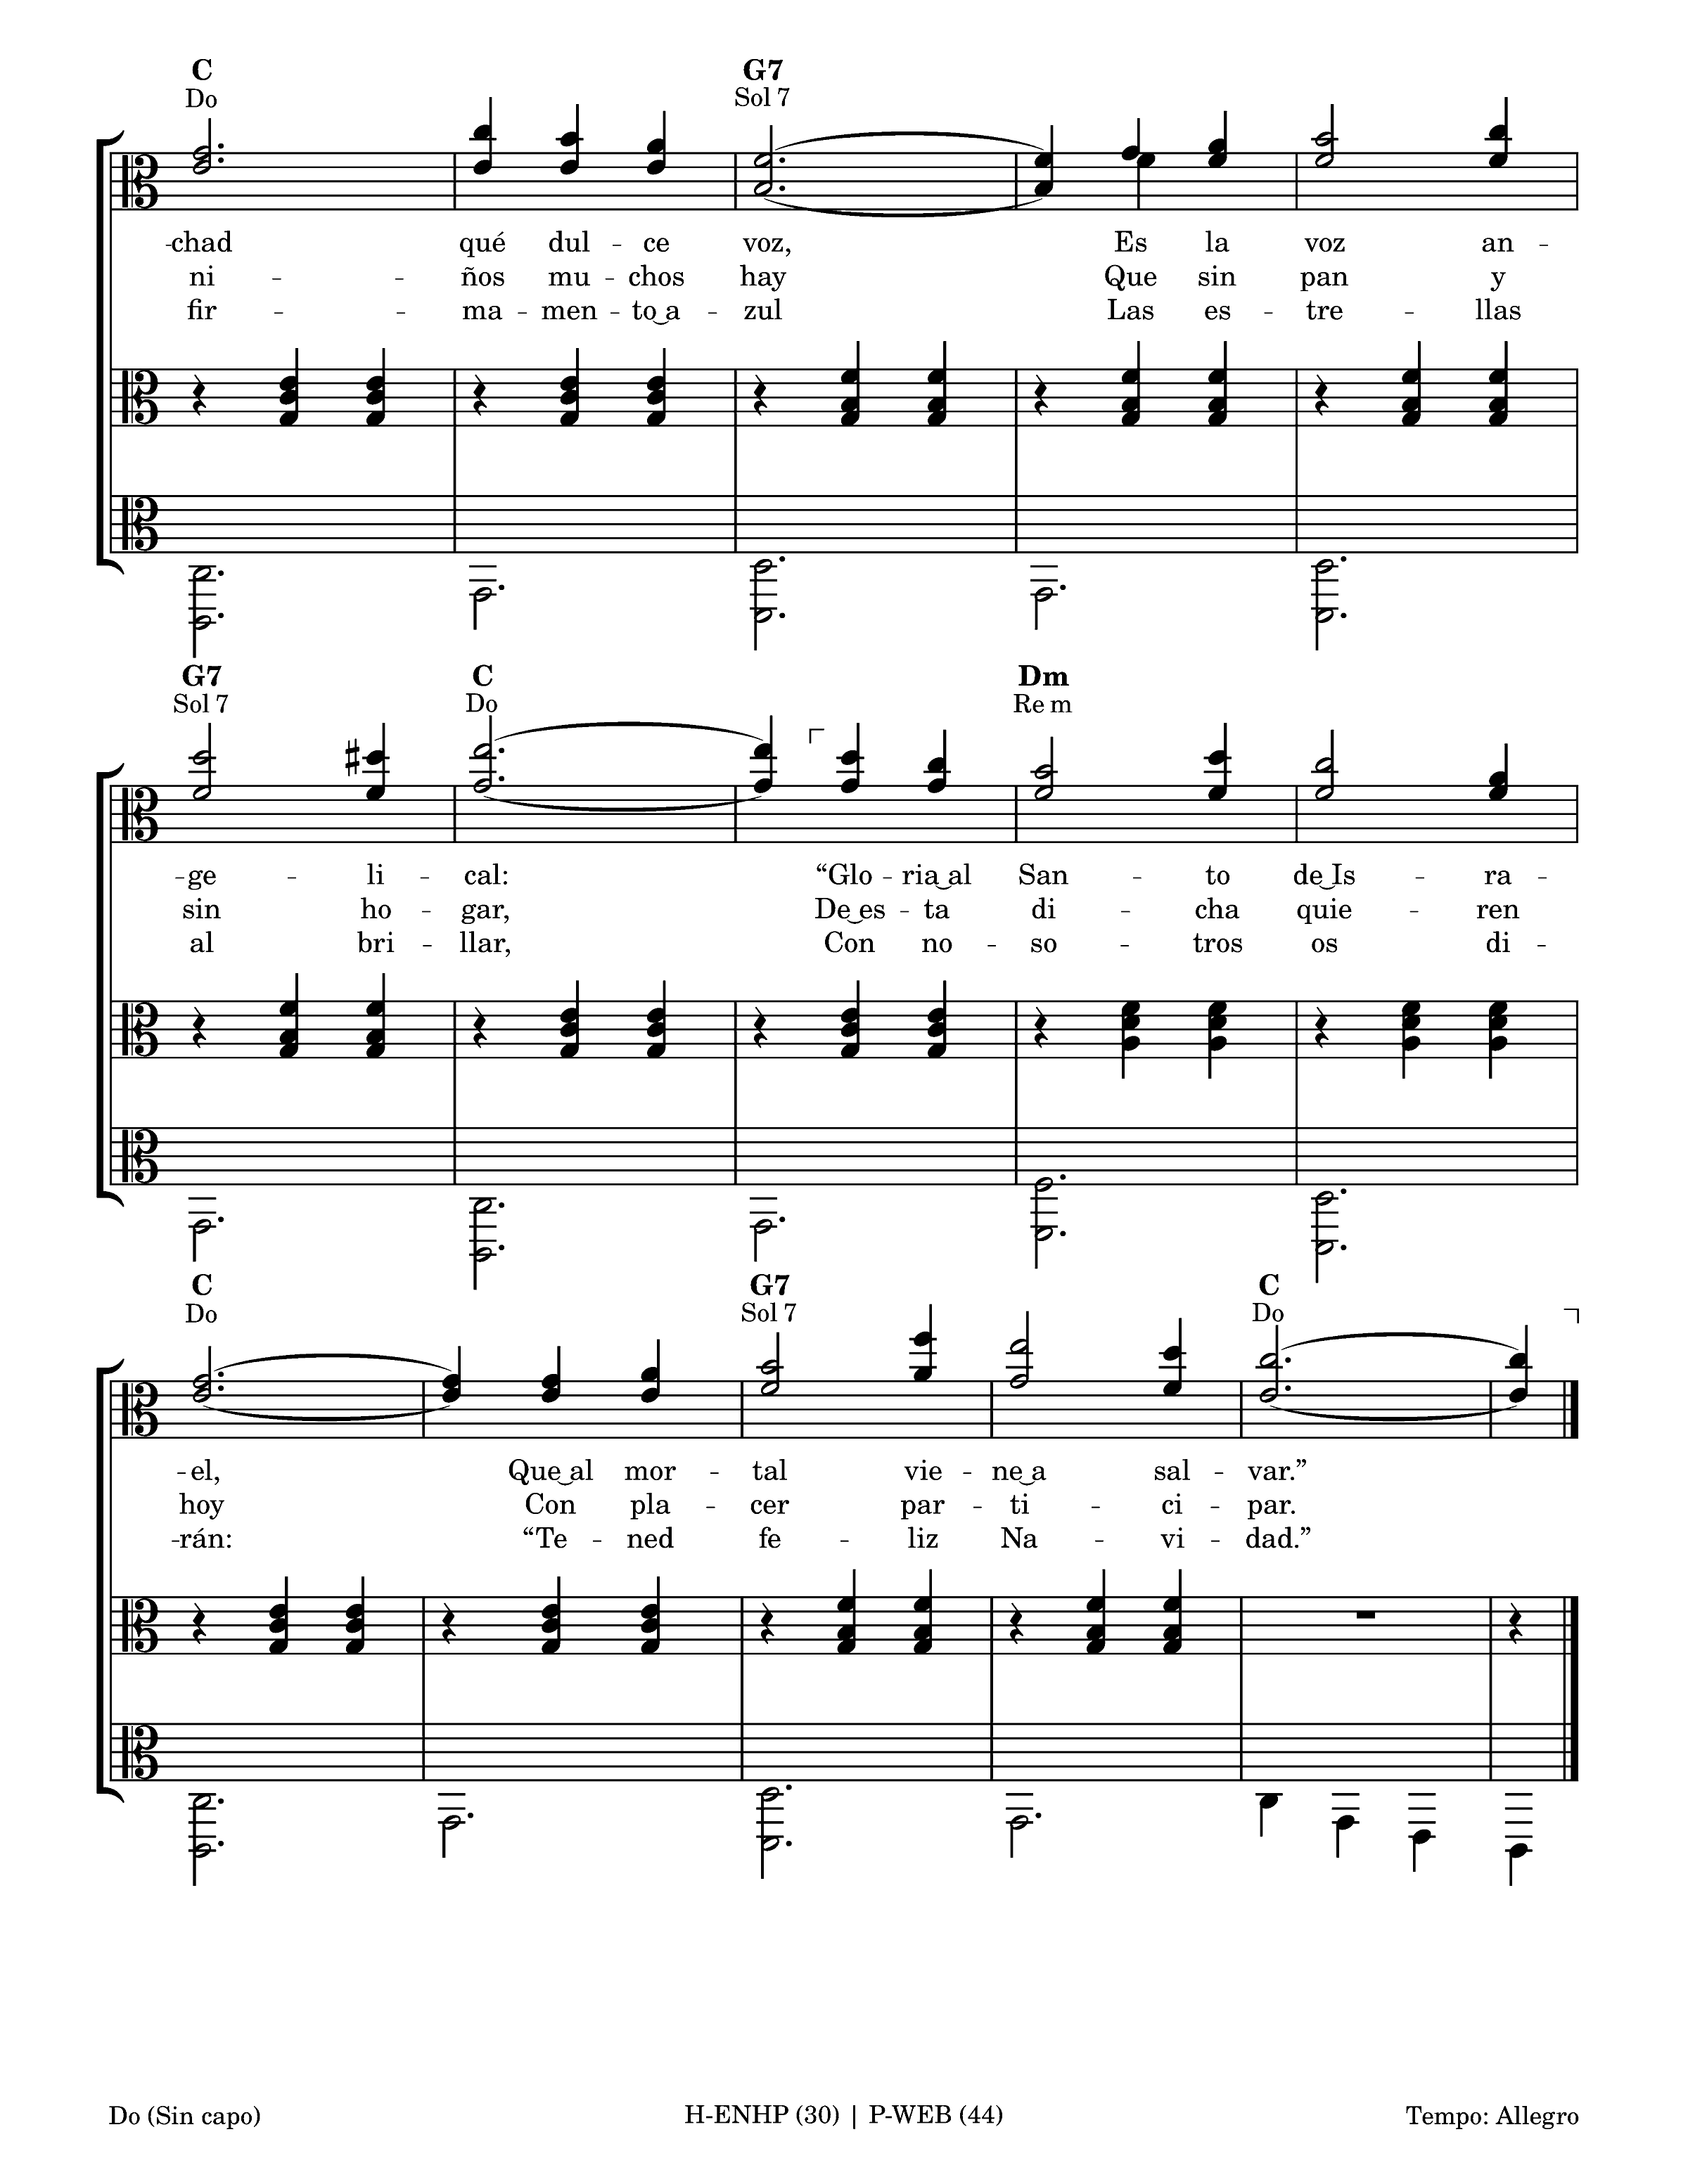 C G7
Do Sol 7
-chad qué dul - ce voz, Es la voz an -
ni - ños mu - chos hay Que sin pan y
fir - ma - men - to‿a - zul Las es - tre - llas
G7 C Dm
Sol 7 Do Re m
-ge - li - cal: “Glo - ria‿al San - to de‿Is - ra -
sin ho - gar, De‿es - ta di - cha quie - ren
al bri - llar, Con no - so - tros os di -
C G7 C
Do Sol 7 Do
-el, Que‿al mor - tal vie - ne‿a sal - var.”
hoy Con pla - cer par - ti - ci - par.
-rán: “Te - ned fe - liz Na - vi - dad.”
Do (Sin capo) H-ENHP (30) | P-WEB (44) Tempo: Allegro